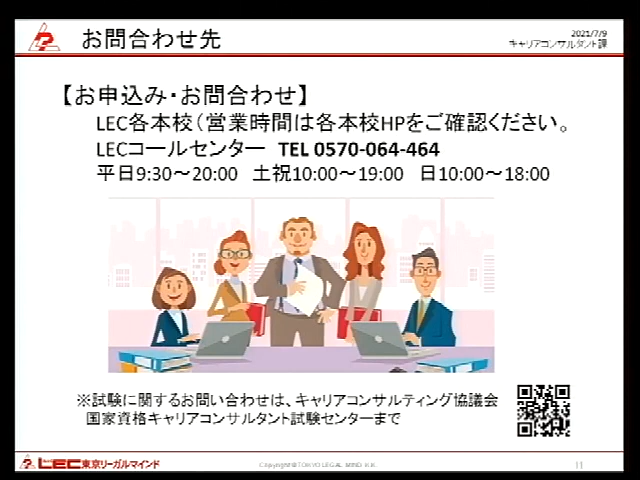 お問合わせ先
2021/7/9
キャリアコンサルタント課
【お申込み・お問合わせ】
LEC各本校（営業時間は各本校HPをご確認ください。
LECコールセンター TEL 0570-064-464
平日9:30～20:00 土祝10:00～19:00 日10:00～18:00
※試験に関するお問い合わせは、キャリアコンサルティング協議会
国家資格キャリアコンサルタント試験センターまで
LEC東京リーガルマインド
TOKYO LEGAL MIND K.K.
11